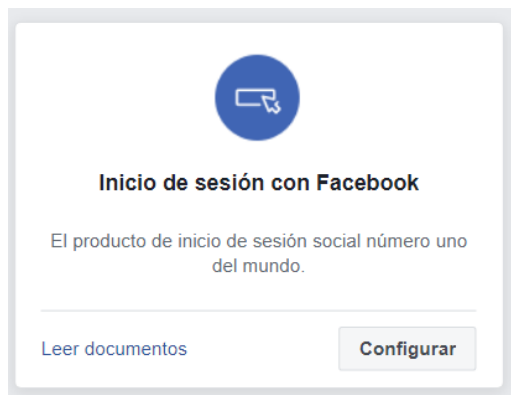 Inicio de sesión con Facebook
El producto de inicio de sesión social número uno
del mundo.
Leer documentos
Configurar